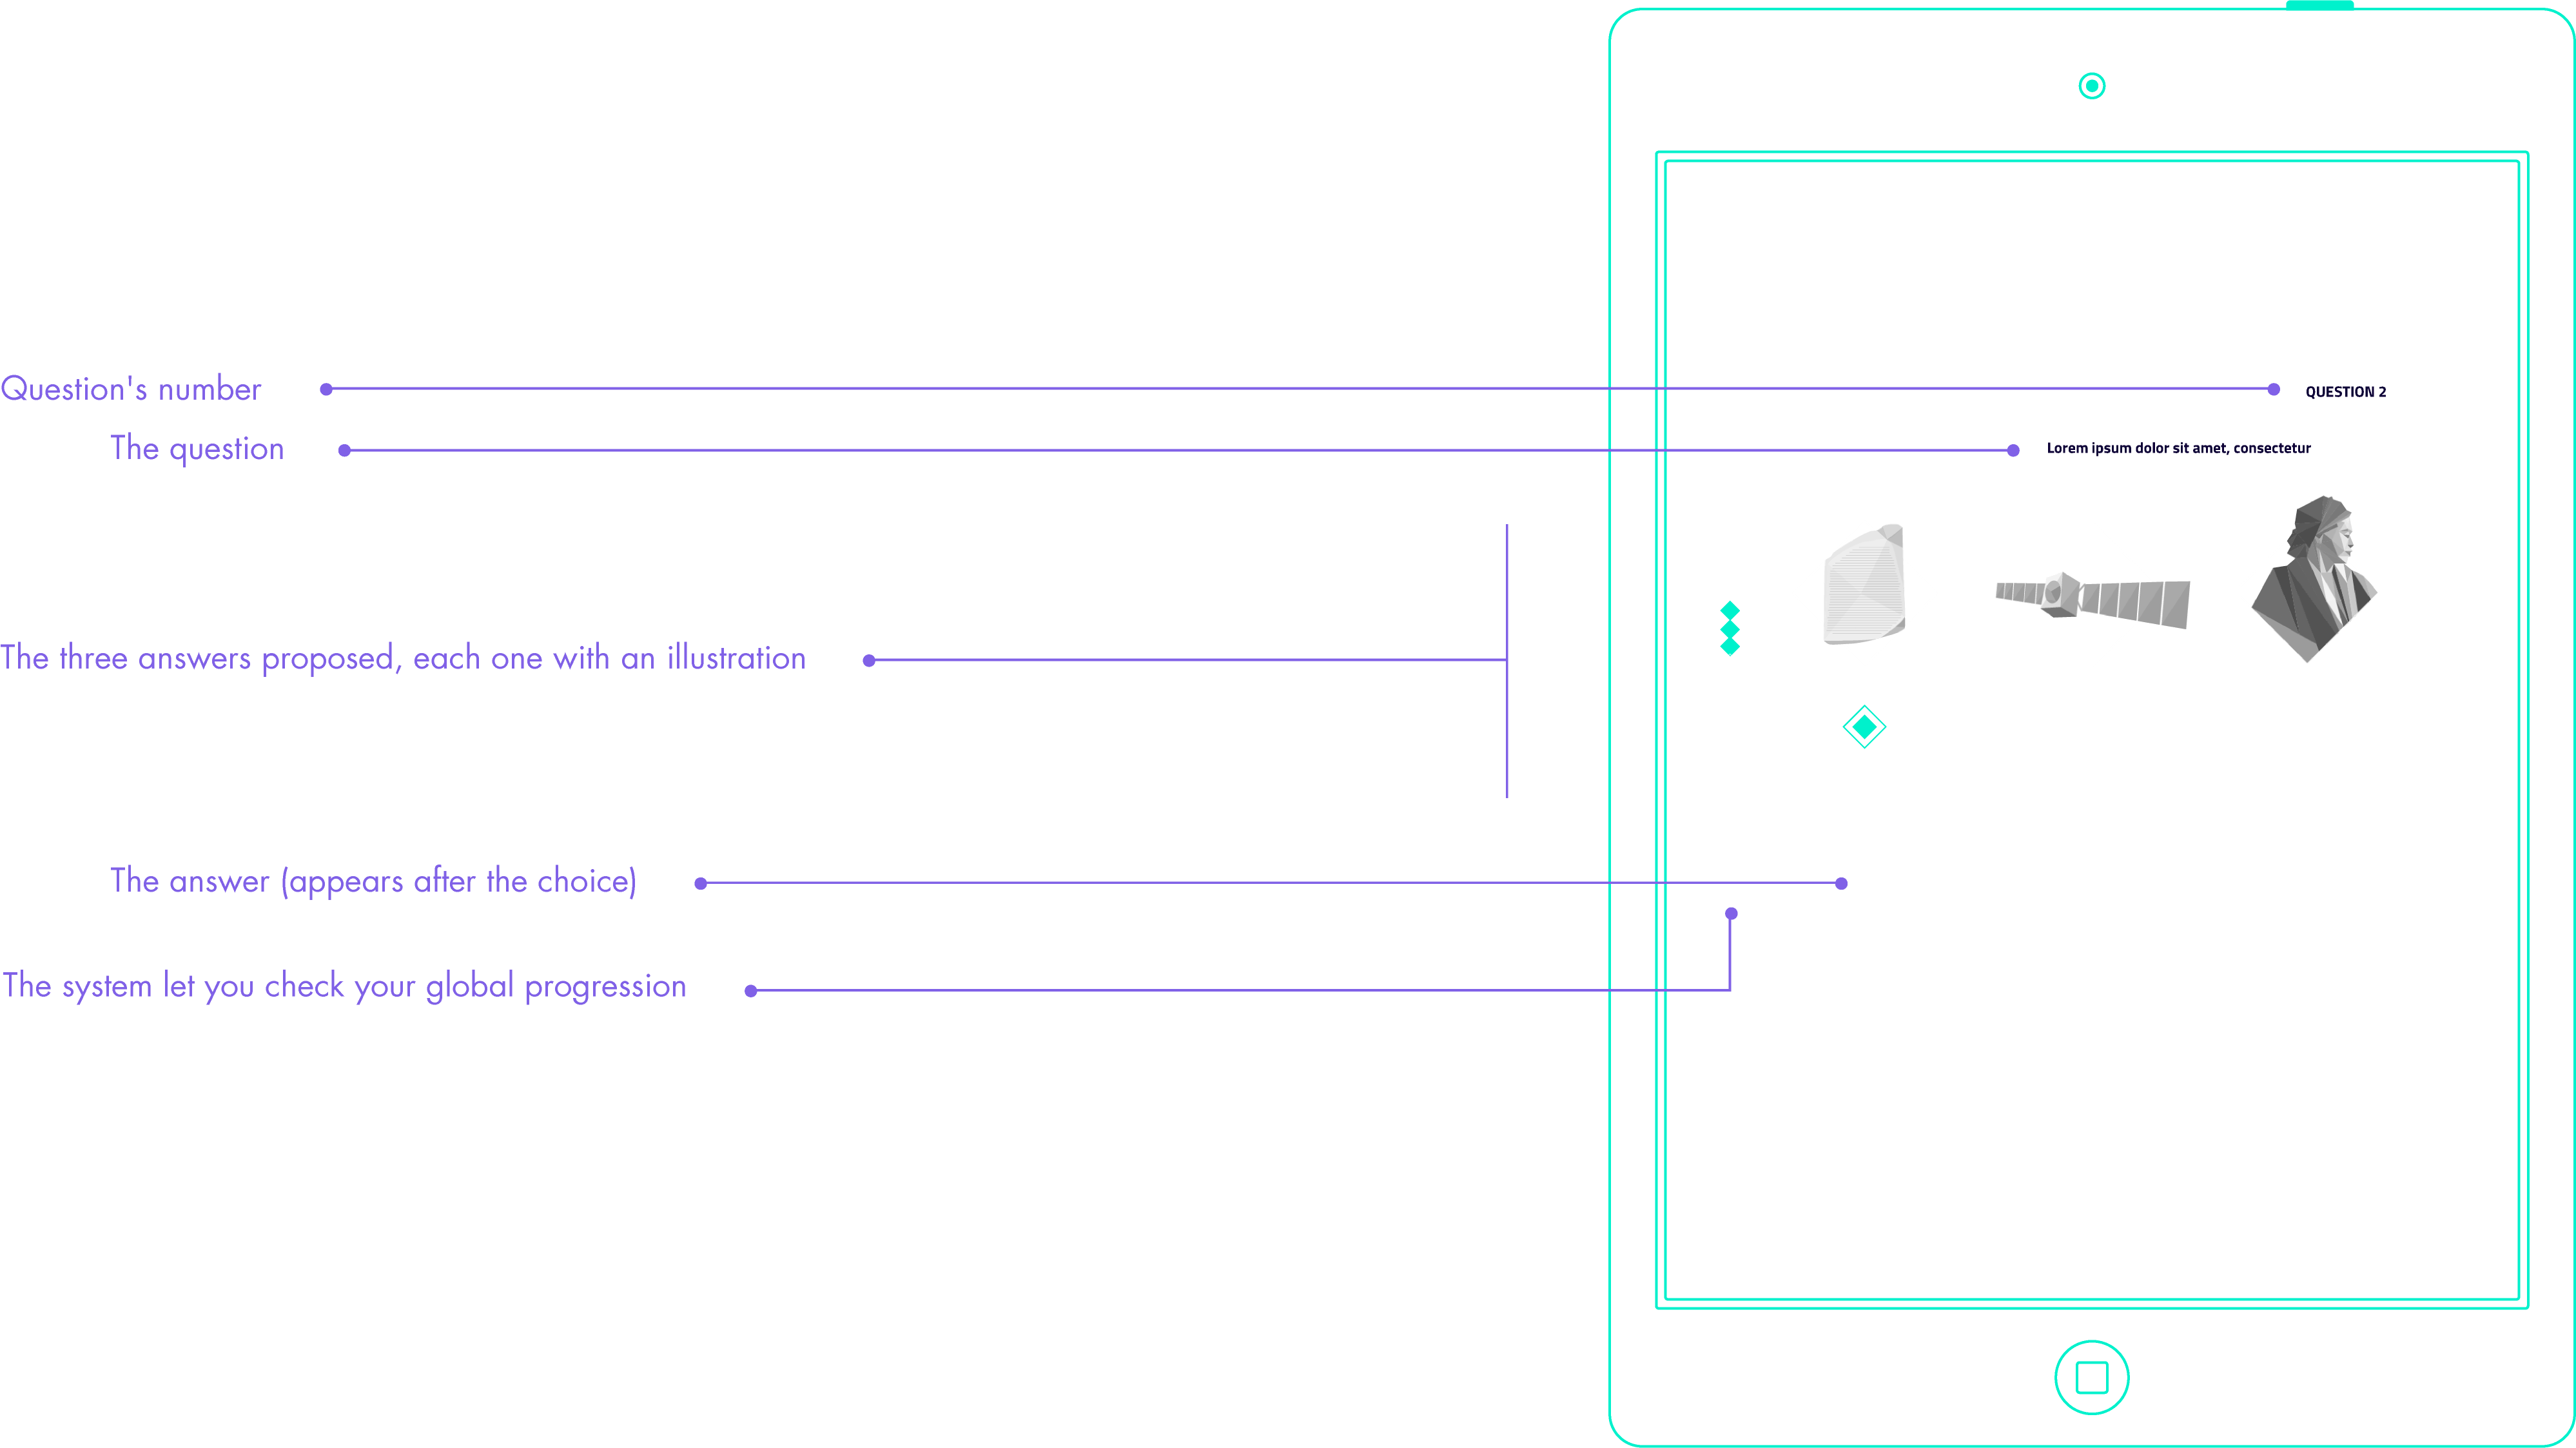 Question's number
QUESTION 2
The question
Lorem ipsum dolor sit amet, consectetur
The three answers proposed, each one with an illustration
The answer (appears after the choice)
The system let you check your global progression